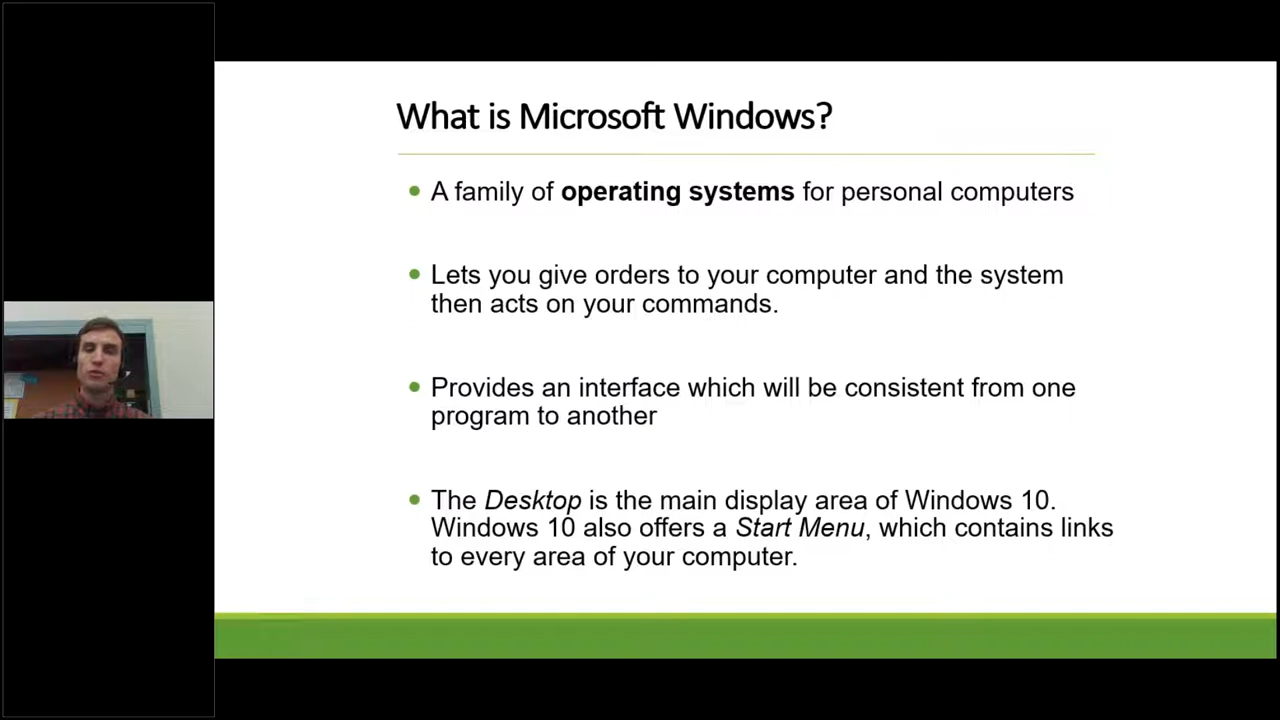 What is Microsoft Windows?
A family of operating systems for personal computers
Lets you give orders to your computer and the system
then acts on your commands.
Provides an interface which will be consistent from one
program to another
The Desktop is the main display area of Windows 10.
Windows 10 also offers a Start Menu, which contains links
to every area of your computer.